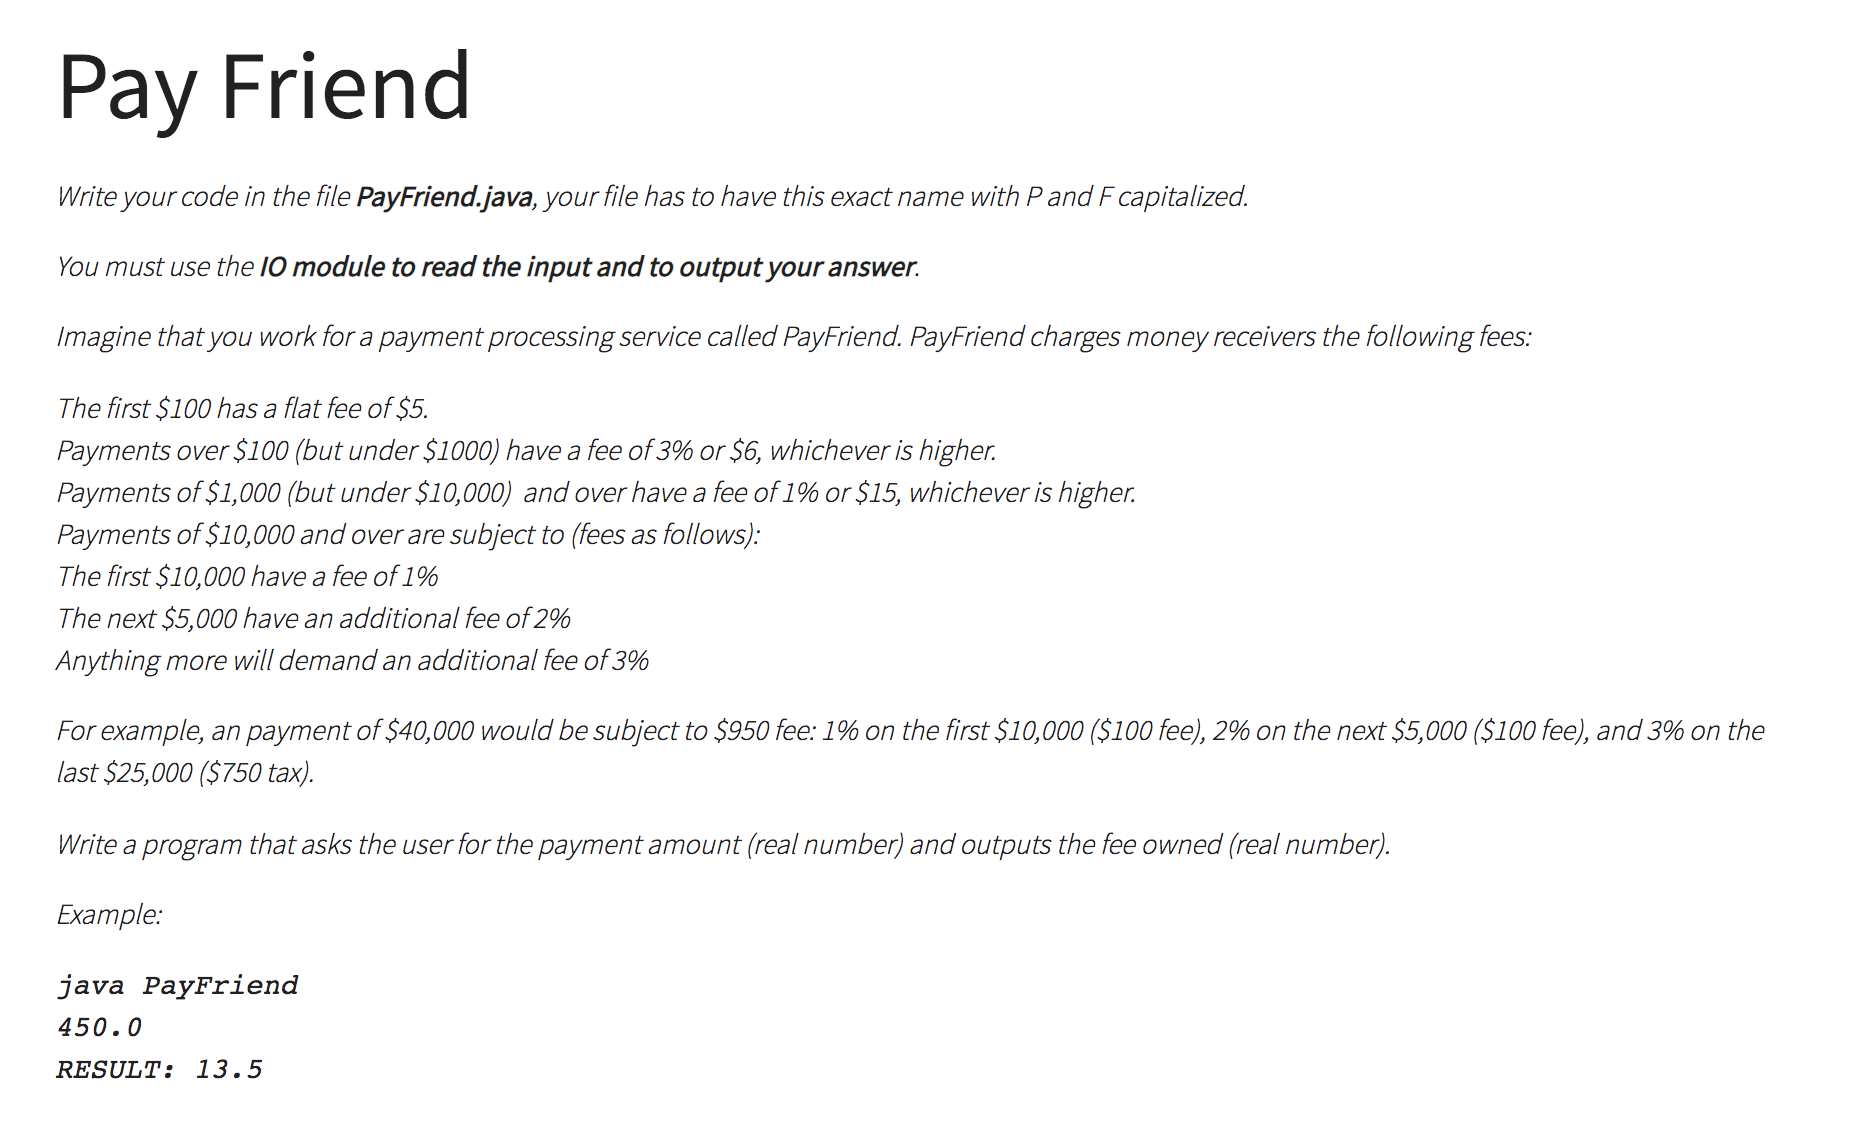 Pay Friend
Write your code in the file PayFriend.java, your file has to have this exact name with P and F capitalized.
You must use the IO module to read the input and to output your answer.
Imagine that you work for a payment processing service called PayFriend. PayFriend charges money receivers the following fees:
The first $100 has a flat fee of $5.
Payments over $100 (but under $1000) have a fee of 3% or $6, whichever is higher.
Payments of $1,000 (but under $10,000)  and over have a fee of 1% or $15, whichever is higher.
Payments of $10,000 and over are subject to (fees as follows):
The first $10,000 have a fee of 1%
The next $5,000 have an additional fee of 2%
Anything more will demand an additional fee of 3%
For example, an payment of $40,000 would be subject to $950 fee: 1% on the first $10,000 ($100 fee), 2% on the next $5,000 ($100 fee), and 3% on the
last $25,000 ($750 tax).
Write a program that asks the user for the payment amount (real number) and outputs the fee owned (real number).
Example:
java PayFriend
450.0
RESULT: 13.5